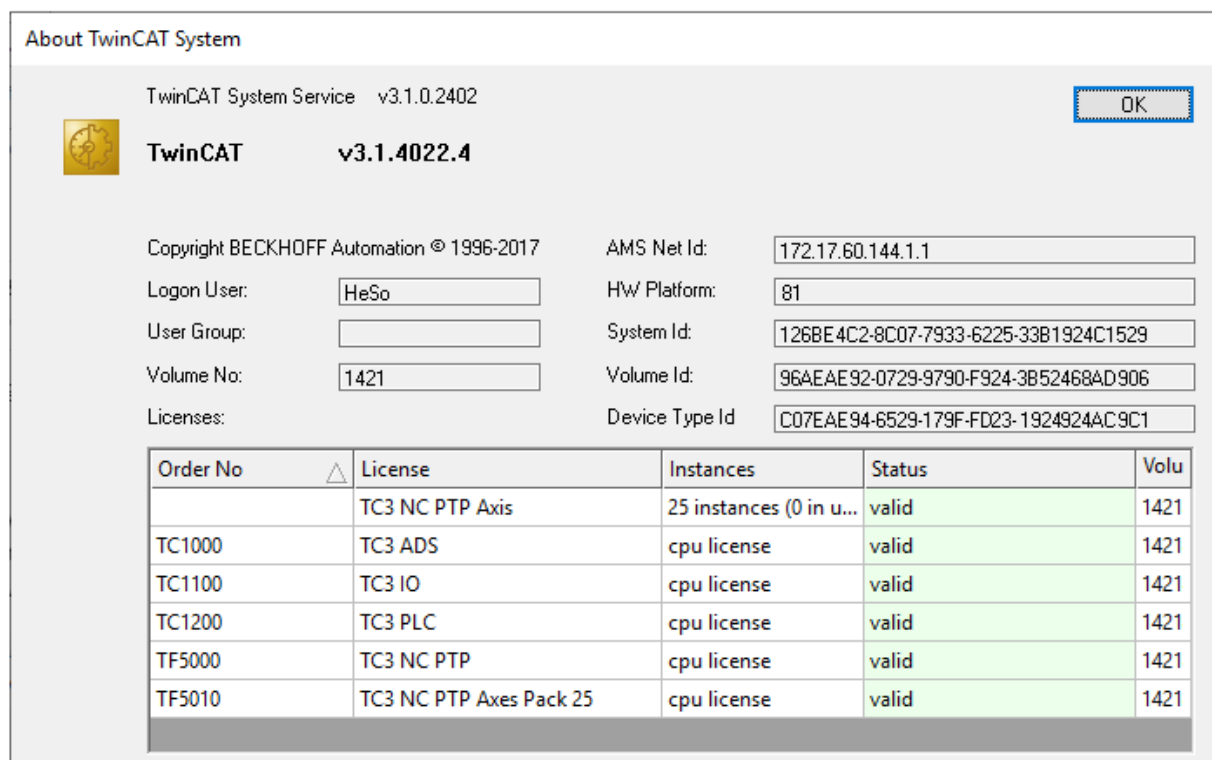 About TwinCAT System
TwinCAT System Service v3.1.0.2402
OK
TwinCAT v3.1.4022.4
Copyright BECKHOFF Automation © 1996-2017 AMS Net Id: 172.17.60.144.1.1
Logon User: HeSo HW Platform: 81
User Group: System Id: 126BE4C2-8C07-7933-6225-33B1924C1529
Volume No: 1421 Volume Id: 96AEAE92-0729-9790-F924-3B52468AD906
Licenses: Device Type Id C07EAE94-6529-179F-FD23-1924924AC9C1
Order No License Instances Status Volu
TC3 NC PTP Axis 25 instances (0 in u... valid 1421
TC1000 TC3 ADS cpu license valid 1421
TC1100 TC3 IO cpu license valid 1421
TC1200 TC3 PLC cpu license valid 1421
TF5000 TC3 NC PTP cpu license valid 1421
TF5010 TC3 NC PTP Axes Pack 25 cpu license valid 1421